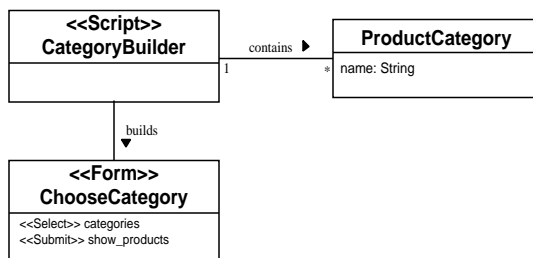 <<Script>>
CategoryBuilder
contains
1
*
ProductCategory
name: String
builds
<<Form>>
ChooseCategory
<<Select>> categories
<<Submit>> show_products